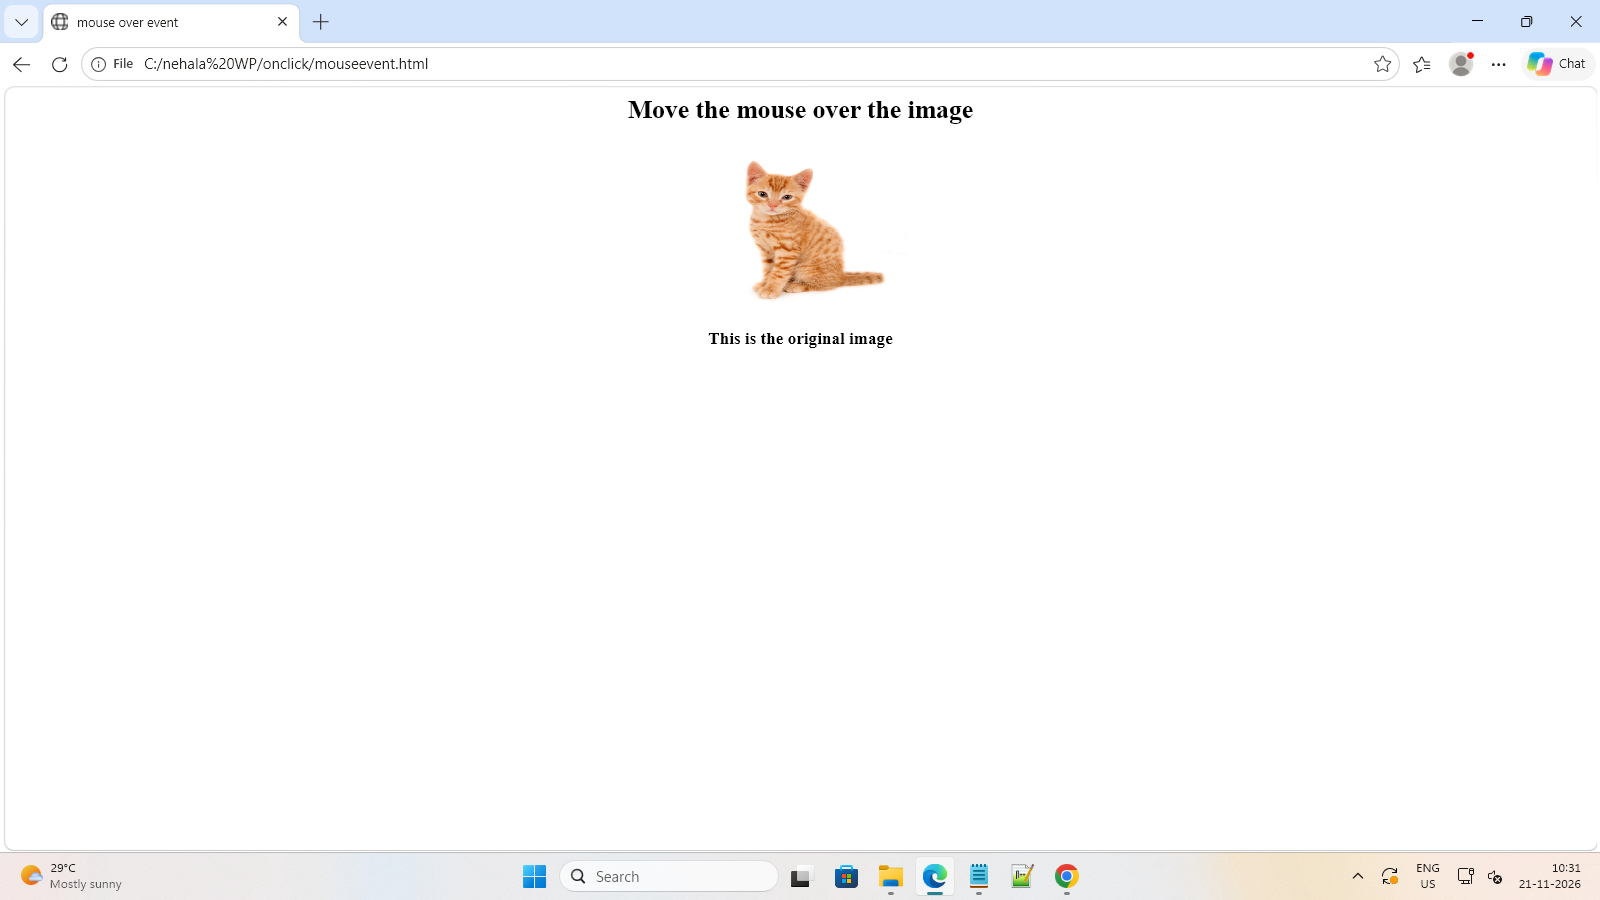 mouse over event
File C:/nehala%20WP/onclick/mouseevent.html
Chat
Move the mouse over the image
This is the original image
29°C
Mostly sunny
Search
ENG
US
10:31
21-11-2026